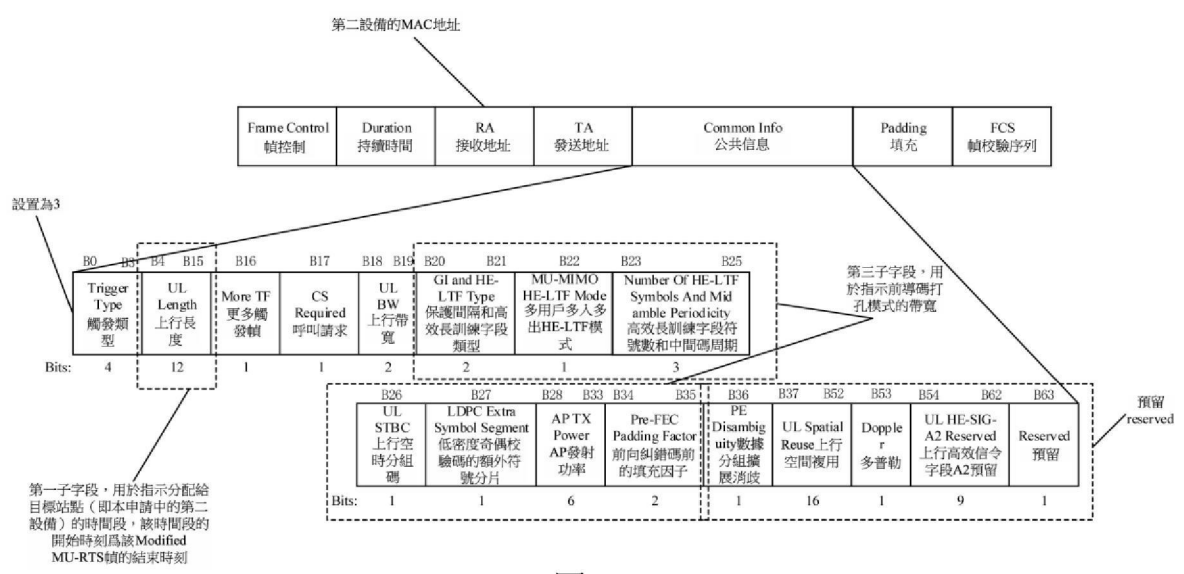 第二設備的MAC地址
Frame Control
幀控制
Duration
持續時間
RA
接收地址
TA
發送地址
Common Info
公共信息
Padding
填充
FCS
幀校驗序列
設置為3
B0 B3 B4 B15 B16 B17 B18 B19 B20 B21 B22 B23 B25
Trigger
Type
觸發類
型
UL
Length
上行長
度
More TF
更多觸
發幀
CS
Required
呼叫請求
UL
BW
上行帶
寬
GI and HE-
LTF Type
保護間隔和高
效長訓練字段
類型
MU-MIMO
HE-LTF Mode
多用戶多入多
出HE-LTF模
式
Number Of HE-LTF
Symbols And Mid
amble Periodicity
高效長訓練字段符
號數和中間碼周期
Bits: 4 12 1 1 2 2 1 3
第三子字段，用
於指示前導碼打
孔模式的帶寬
B26 B27 B28 B33 B34 B35 B36 B37 B52 B53 B54 B62 B63
UL
STBC
上行空
時分組
碼
LDPC Extra
Symbol Segment
低密度奇偶校
驗碼的額外符
號分片
AP TX
Power
AP發射
功率
Pre-FEC
Padding Factor
前向糾錯碼前
的填充因子
PE
Disambig
uity數據
分組擴
展消歧
UL Spatial
Reuse上行
空間複用
Dopple
r
多普勒
UL HE-SIG-
A2 Reserved
上行高效信令
字段A2預留
Reserved
預留
Bits: 1 1 6 2 1 16 1 9 1
預留
reserved
第一子字段，用於指示分配給
目標站點（即本申請中的第二
設備）的時間段，該時間段的
開始時刻爲該Modified
MU-RTS幀的結束時刻